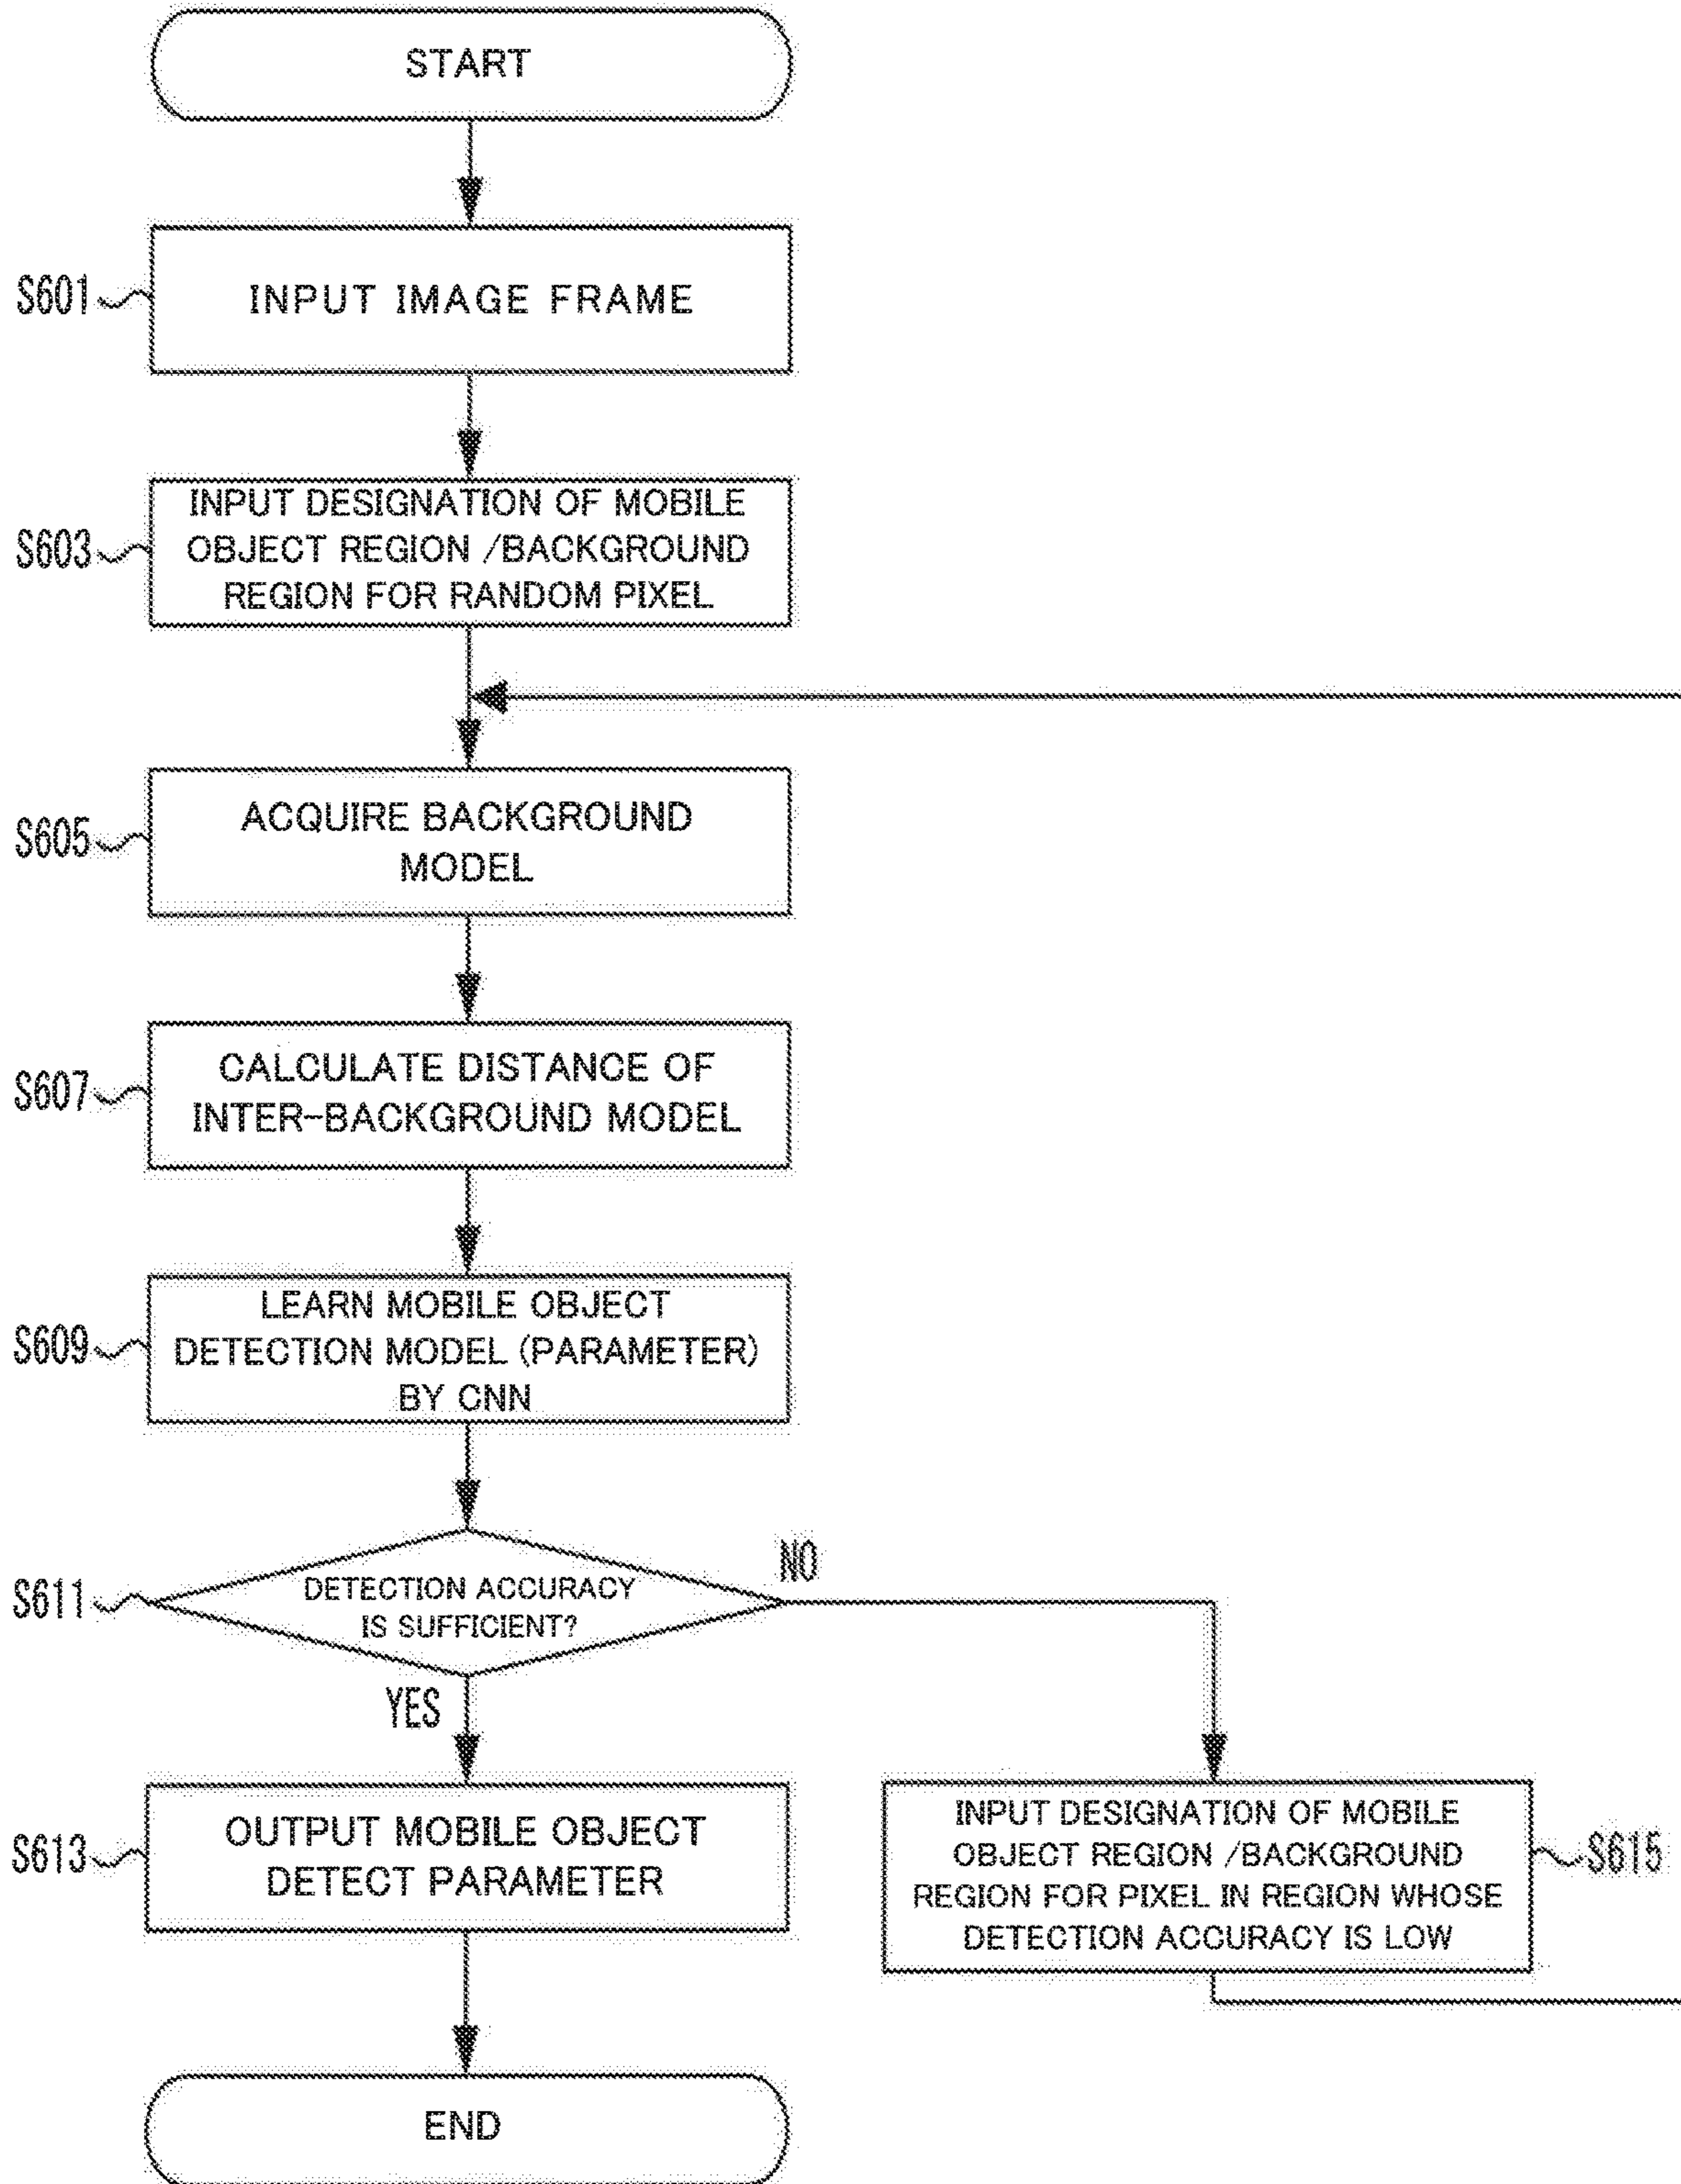 START
S601
INPUT IMAGE FRAME
S603
INPUT DESIGNATION OF MOBILE
OBJECT REGION /BACKGROUND
REGION FOR RANDOM PIXEL
S605
ACQUIRE BACKGROUND
MODEL
S607
CALCULATE DISTANCE OF
INTER-BACKGROUND MODEL
S609
LEARN MOBILE OBJECT
DETECTION MODEL (PARAMETER)
BY CNN
S611
DETECTION ACCURACY
IS SUFFICIENT?
NO
YES
S613
OUTPUT MOBILE OBJECT
DETECT PARAMETER
INPUT DESIGNATION OF MOBILE
OBJECT REGION /BACKGROUND
REGION FOR PIXEL IN REGION WHOSE
DETECTION ACCURACY IS LOW
S615
END